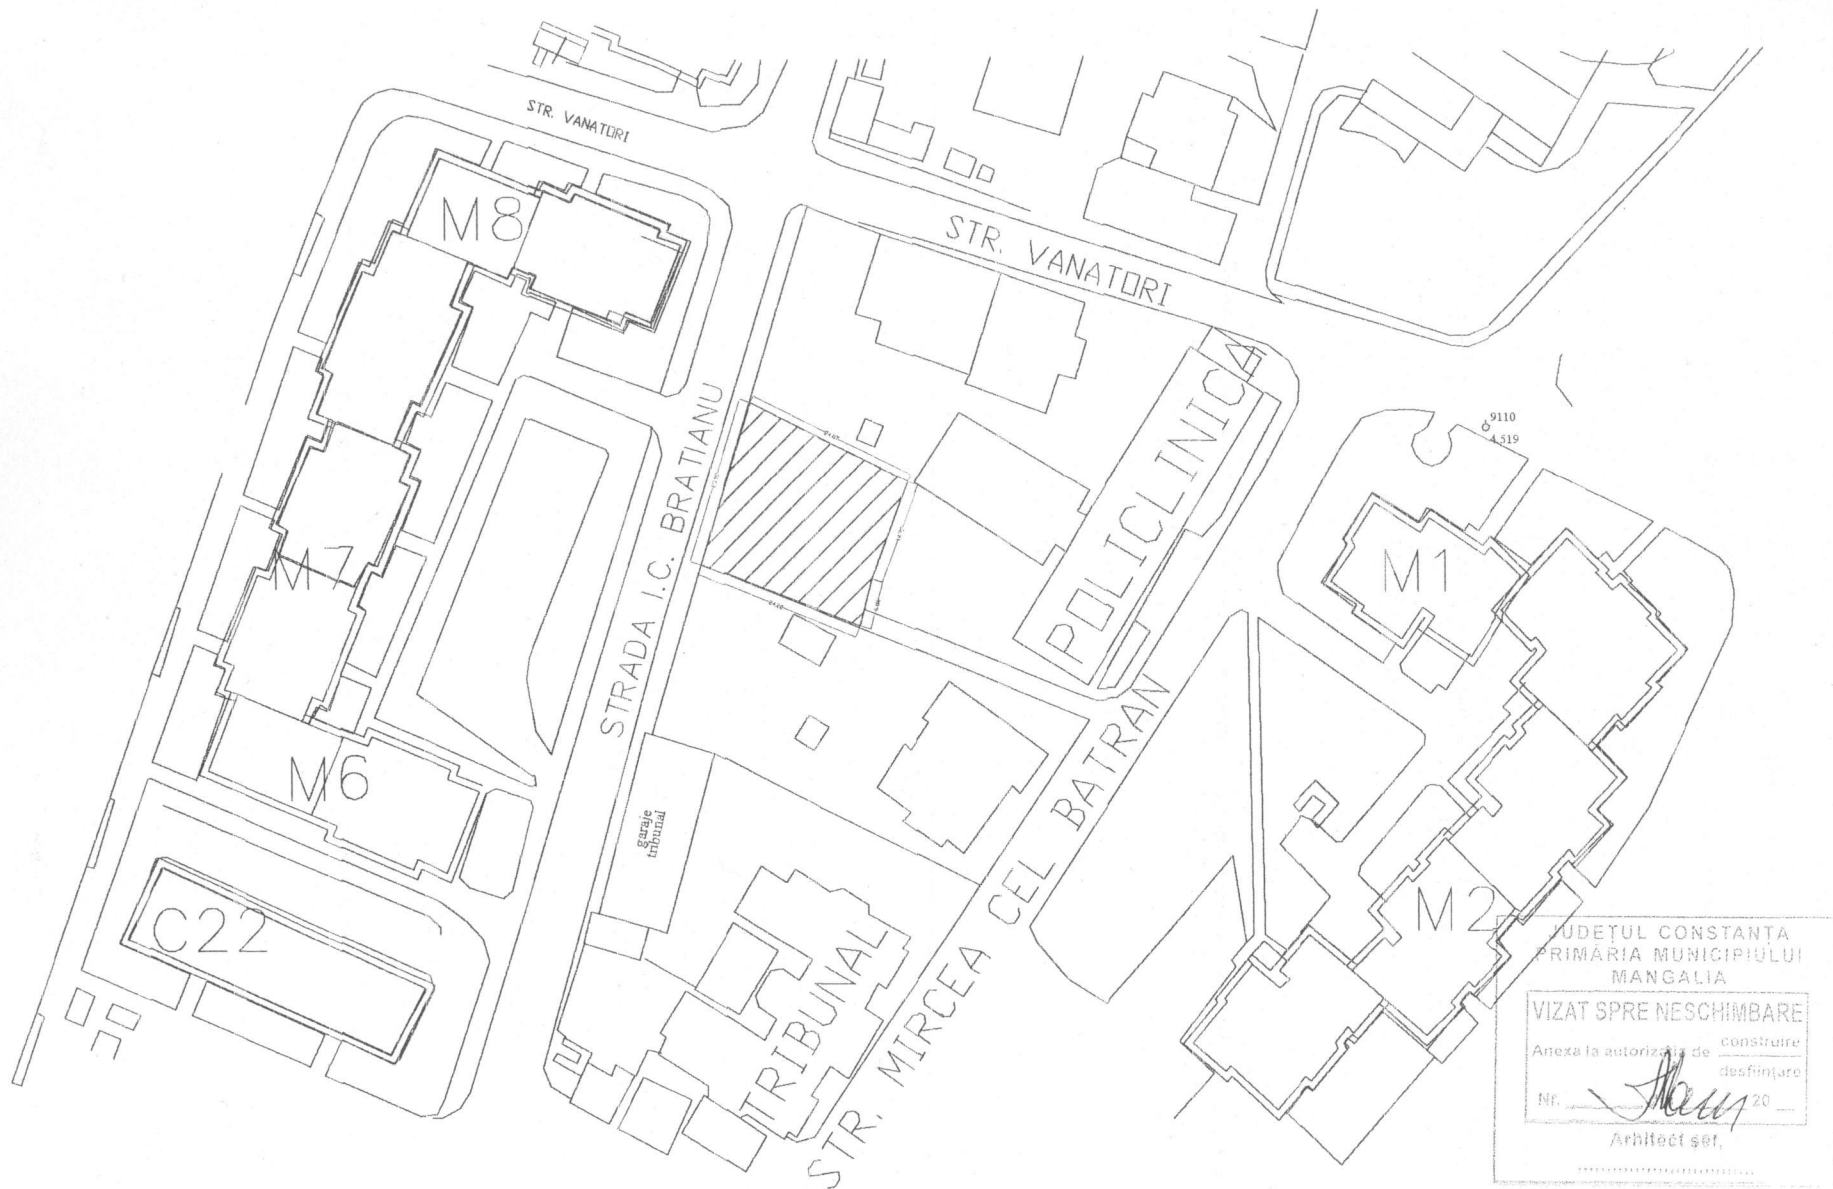 STR. VANATORI
M8
STR. VANATORI
STRADA I.C. BRATIANU
POLICLINICA
9110
4.519
M7
M1
M6
garaje
tribunal
STR. MIRCEA CEL BATRAN
TRIBUNAL
C22
M2
JUDEȚUL CONSTANȚA
PRIMĂRIA MUNICIPIULUI
MANGALIA
VIZAT SPRE NESCHIMBARE
Anexa la autorizația de construire
desființare
Nr. 20
Arhitect șef,